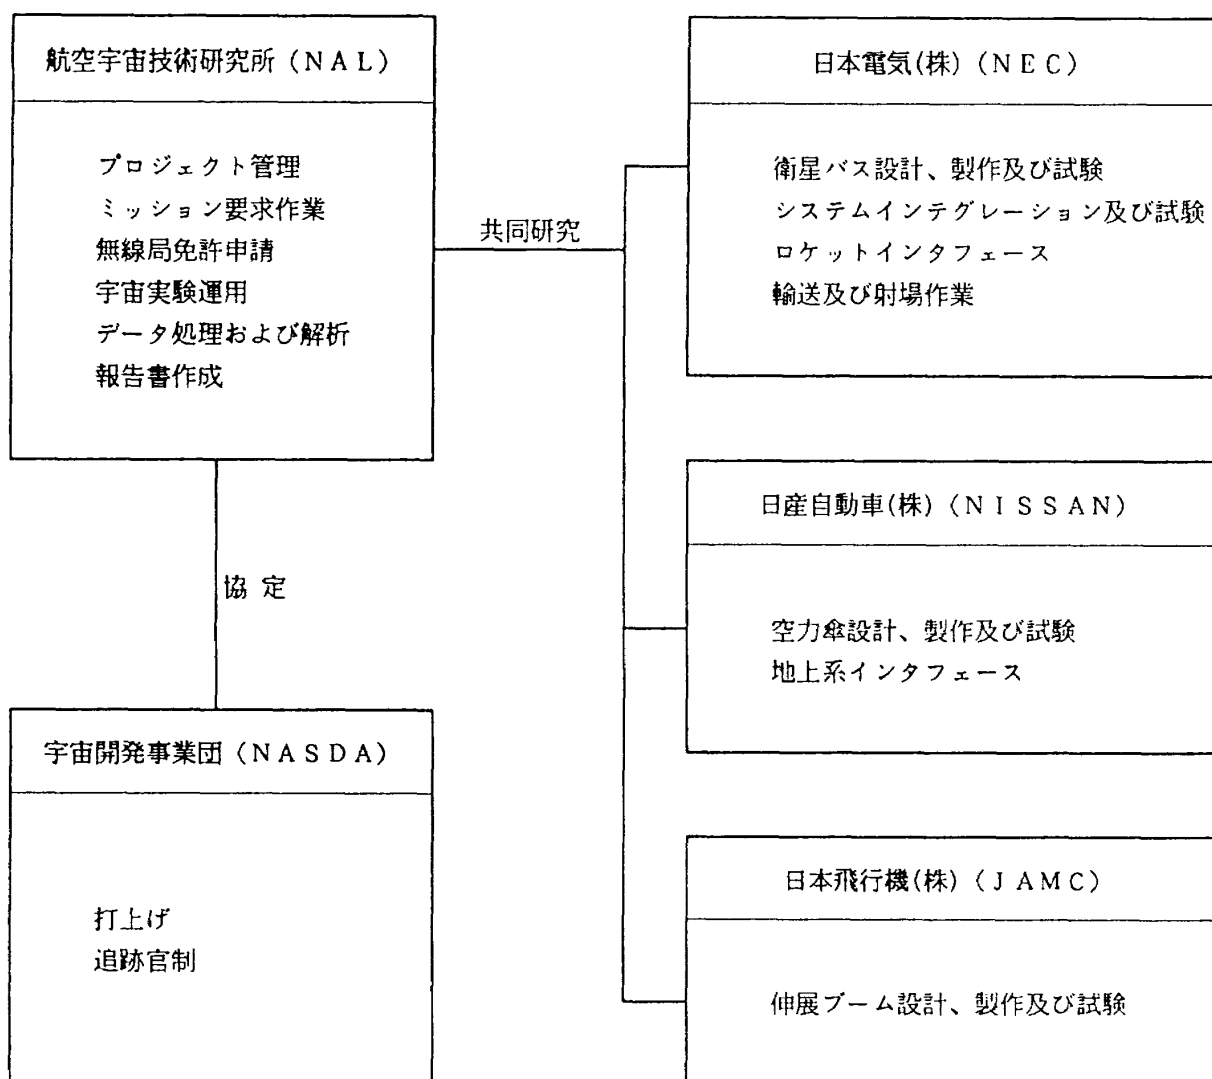 航空宇宙技術研究所（NAL）
プロジェクト管理
ミッション要求作業
無線局免許申請
宇宙実験運用
データ処理および解析
報告書作成
共同研究
日本電気(株)（NEC）
衛星バス設計、製作及び試験
システムインテグレーション及び試験
ロケットインタフェース
輸送及び射場作業
日産自動車(株)（NISSAN）
空力傘設計、製作及び試験
地上系インタフェース
協定
宇宙開発事業団（NASDA）
打上げ
追跡官制
日本飛行機(株)（JAMC）
伸展ブーム設計、製作及び試験